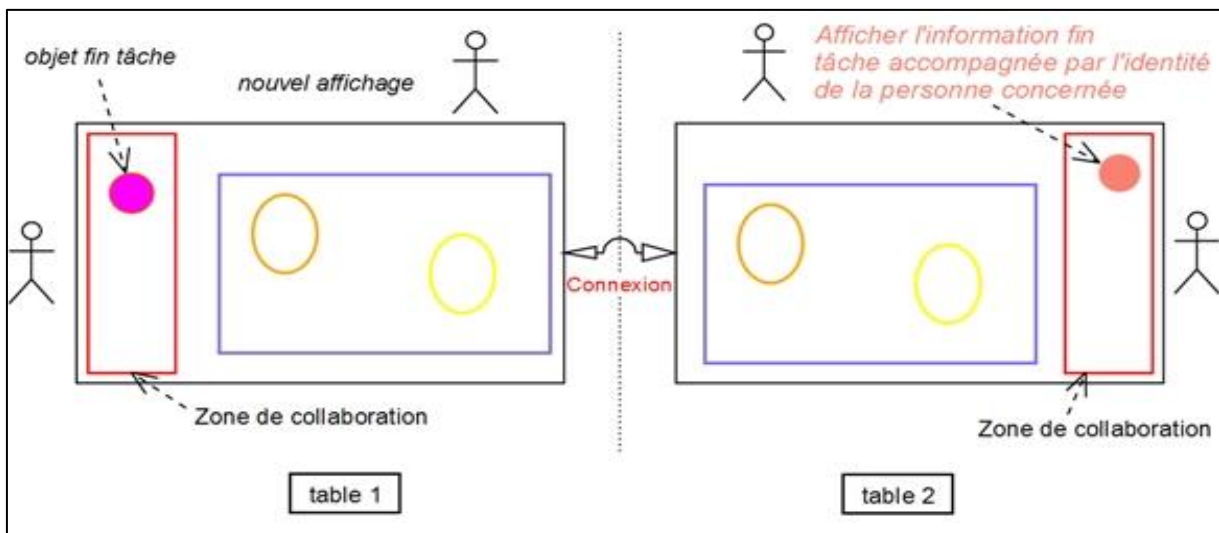 objet fin tâche
nouvel affichage
Afficher l'information fin
tâche accompagnée par l'identité
de la personne concernée
Connexion
Zone de collaboration
Zone de collaboration
table 1
table 2